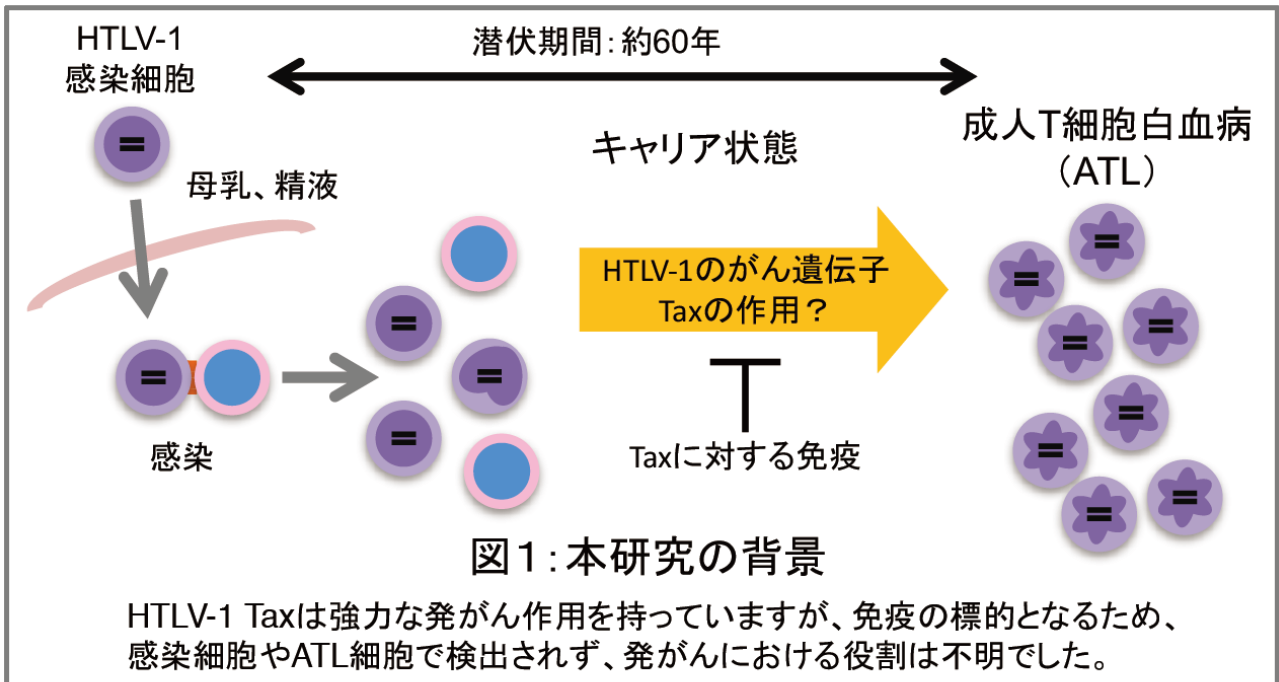 HTLV-1
感染細胞
潜伏期間：約60年
成人T細胞白血病
（ATL）
キャリア状態
母乳、精液
HTLV-1のがん遺伝子
Taxの作用？
感染
Taxに対する免疫
図１：本研究の背景
HTLV-1 Taxは強力な発がん作用を持っていますが、免疫の標的となるため、
感染細胞やATL細胞で検出されず、発がんにおける役割は不明でした。